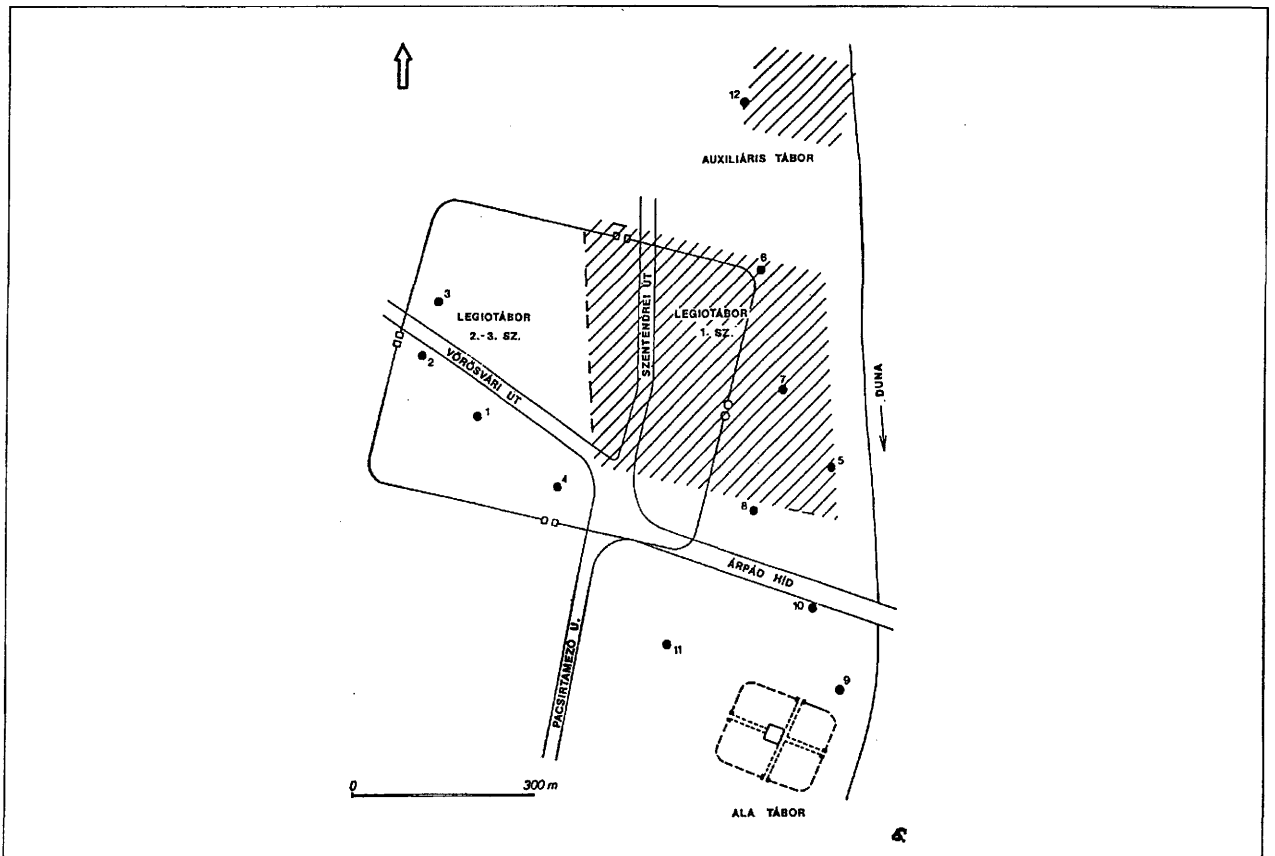 12
AUXILIÁRIS TÁBOR
6
3
LEGIOTÁBOR
2.-3. SZ.
SZENTENDREI ÚT
LEGIOTÁBOR
1. SZ.
2
VÖRÖSVÁRI UT
7
DUNA
1
4
5
8
ÁRPÁD HÍD
10
11
PACSIRTAMEZŐ U.
9
0 300 m
ALA TÁBOR